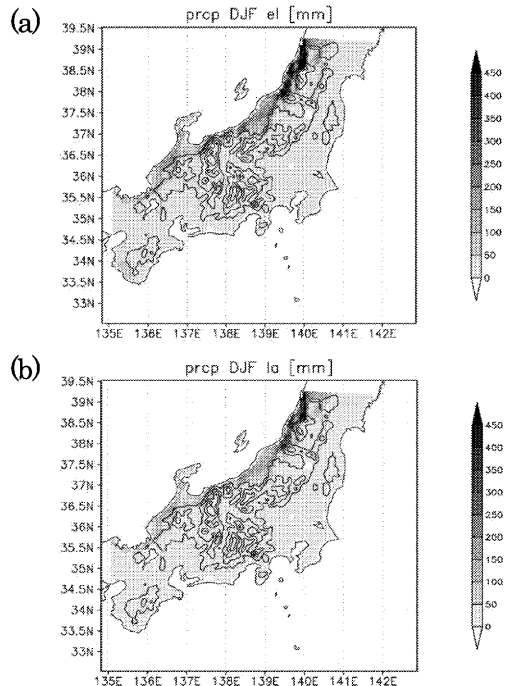 (a)
prcp DJF el [mm]
39.5N
39N
38.5N
38N
37.5N
37N
36.5N
36N
35.5N
35N
34.5N
34N
33.5N
33N
135E 136E 137E 138E 139E 140E 141E 142E
450
400
350
300
250
200
150
100
50
0
(b)
prcp DJF la [mm]
39.5N
39N
38.5N
38N
37.5N
37N
36.5N
36N
35.5N
35N
34.5N
34N
33.5N
33N
135E 136E 137E 138E 139E 140E 141E 142E
450
400
350
300
250
200
150
100
50
0